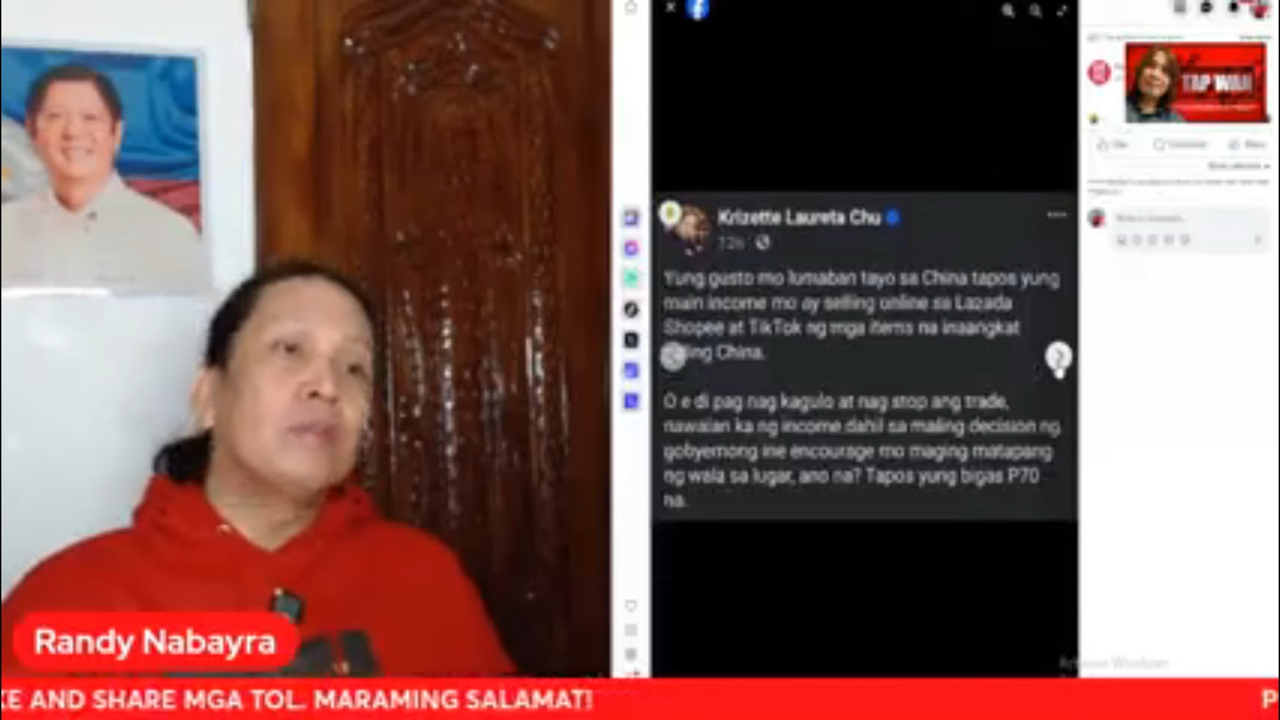 TAP WAH
Krizette Laureta Chu
12h
Yung gusto mo lumaban tayo sa China tapos yung
main income mo ay selling online sa Lazada
Shopee at TikTok ng mga items na inaangkat
China.
O e di pag nag kagulo at nag stop ang trade,
nawalan ka ng income dahil sa maling decision ng
gobyernong ine encourage mo maging matapang
ng wala sa lugar, ano na? Tapos yung bigas P70
na.
Randy Nabayra
KE AND SHARE MGA TOL. MARAMING SALAMAT!
P